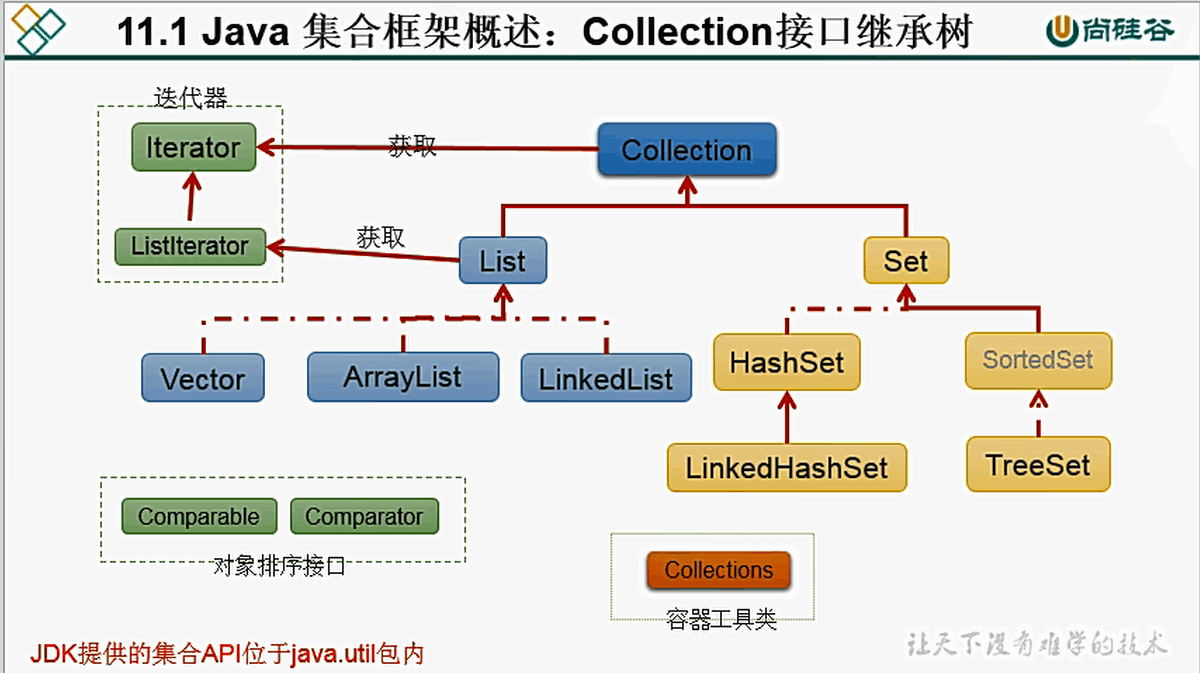 11.1 Java 集合框架概述：Collection接口继承树
尚硅谷
迭代器
Iterator
获取
Collection
ListIterator
获取
List
Set
Vector
ArrayList
LinkedList
HashSet
SortedSet
LinkedHashSet
TreeSet
Comparable
Comparator
对象排序接口
Collections
容器工具类
JDK提供的集合API位于java.util包内
让天下没有难学的技术